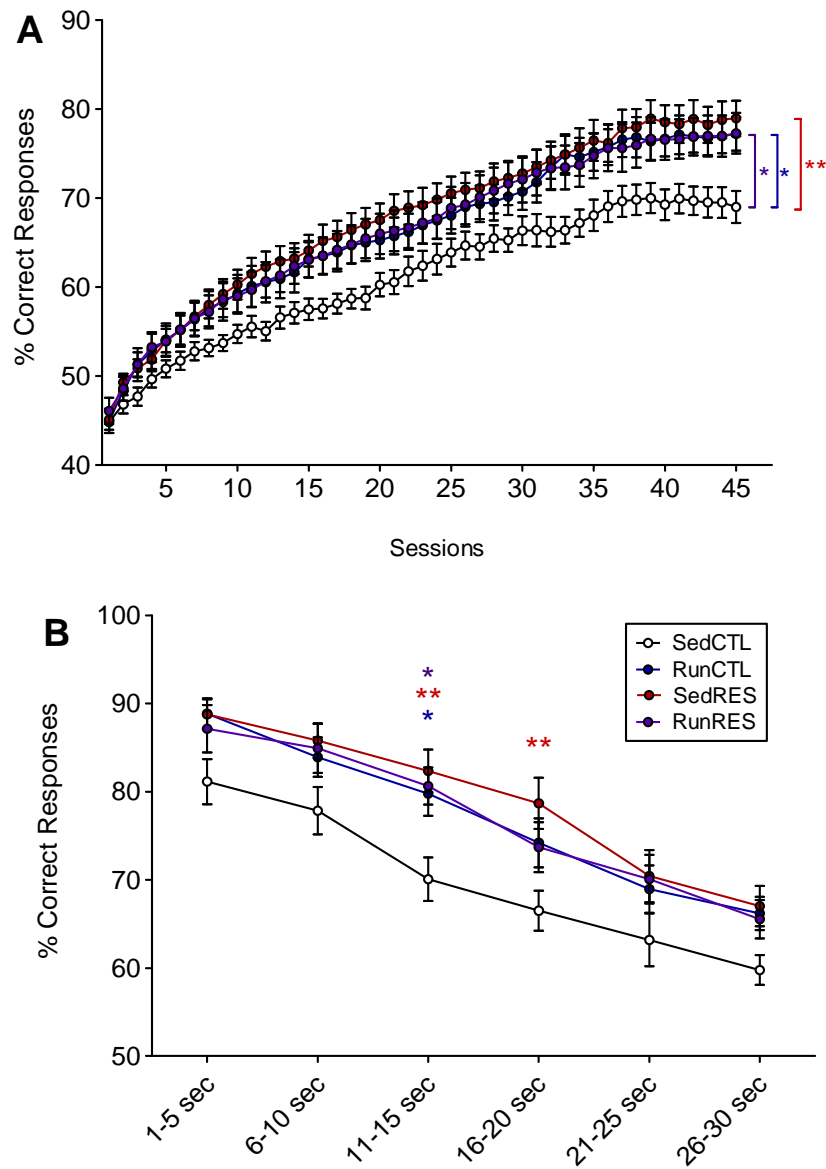 A
% Correct Responses
90
80
70
60
50
40
* * **
5 10 15 20 25 30 35 40 45
Sessions
B
% Correct Responses
100
90
80
70
60
50
SedCTL
RunCTL
SedRES
RunRES
*
**
*
**
1-5 sec
6-10 sec
11-15 sec
16-20 sec
21-25 sec
26-30 sec